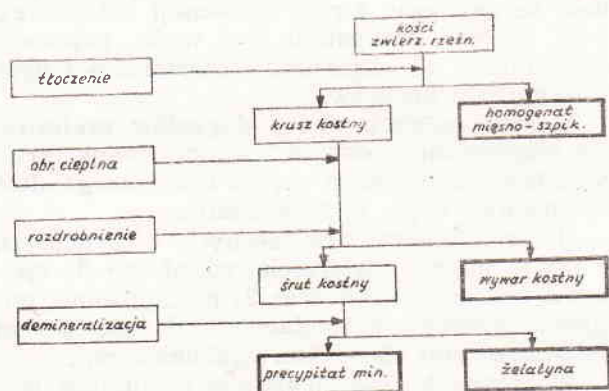 kości
zwierz. rzeźn.
tłoczenie
krusz kostny
homogenat
mięsno-szpik.
obr. cieplna
rozdrobnienie
śrut kostny
wywar kostny
demineralizacja
precypitat min.
żelatyna